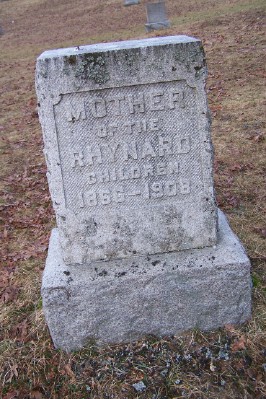 MOTHER
OF THE
RHYNARD
CHILDREN
1866-1908